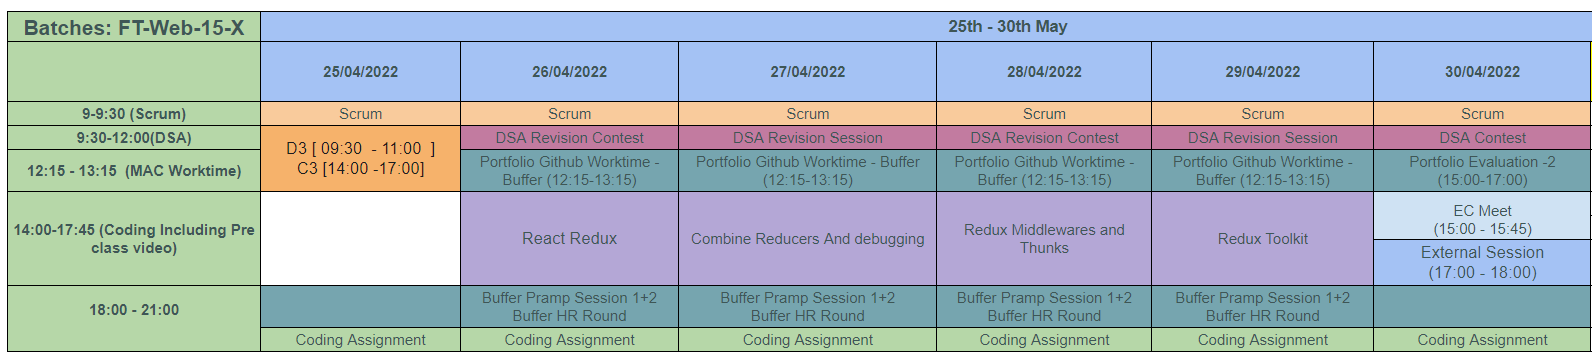 Batches: FT-Web-15-X
25th - 30th May
25/04/2022
26/04/2022
27/04/2022
28/04/2022
29/04/2022
30/04/2022
9-9:30 (Scrum)
Scrum
Scrum
Scrum
Scrum
Scrum
Scrum
9:30-12:00(DSA)
D3 [ 09:30 - 11:00 ]
C3 [14:00 -17:00]
DSA Revision Contest
DSA Revision Session
DSA Revision Contest
DSA Revision Session
DSA Contest
12:15 - 13:15 (MAC Worktime)
Portfolio Github Worktime -
Buffer (12:15-13:15)
Portfolio Github Worktime - Buffer
(12:15-13:15)
Portfolio Github Worktime -
Buffer (12:15-13:15)
Portfolio Github Worktime -
Buffer (12:15-13:15)
Portfolio Evaluation -2
(15:00-17:00)
14:00-17:45 (Coding Including Pre
class video)
React Redux
Combine Reducers And debugging
Redux Middlewares and
Thunks
Redux Toolkit
EC Meet
(15:00 - 15:45)
External Session
(17:00 - 18:00)
18:00 - 21:00
Buffer Pramp Session 1+2
Buffer HR Round
Buffer Pramp Session 1+2
Buffer HR Round
Buffer Pramp Session 1+2
Buffer HR Round
Buffer Pramp Session 1+2
Buffer HR Round
Coding Assignment
Coding Assignment
Coding Assignment
Coding Assignment
Coding Assignment
Coding Assignment